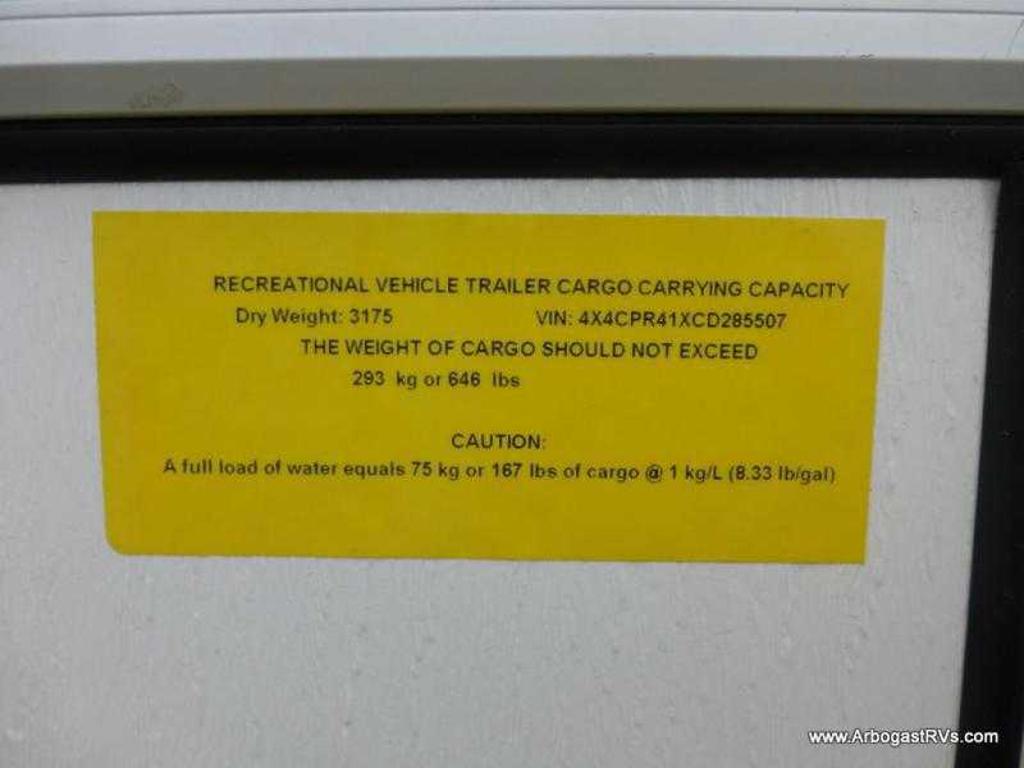 RECREATIONAL VEHICLE TRAILER CARGO CARRYING CAPACITY
Dry Weight: 3175 VIN: 4X4CPR41XCD285507
THE WEIGHT OF CARGO SHOULD NOT EXCEED
293 kg or 646 lbs
CAUTION:
A full load of water equals 75 kg or 167 lbs of cargo @ 1 kg/L (8.33 lb/gal)
www.ArbogastRVs.com